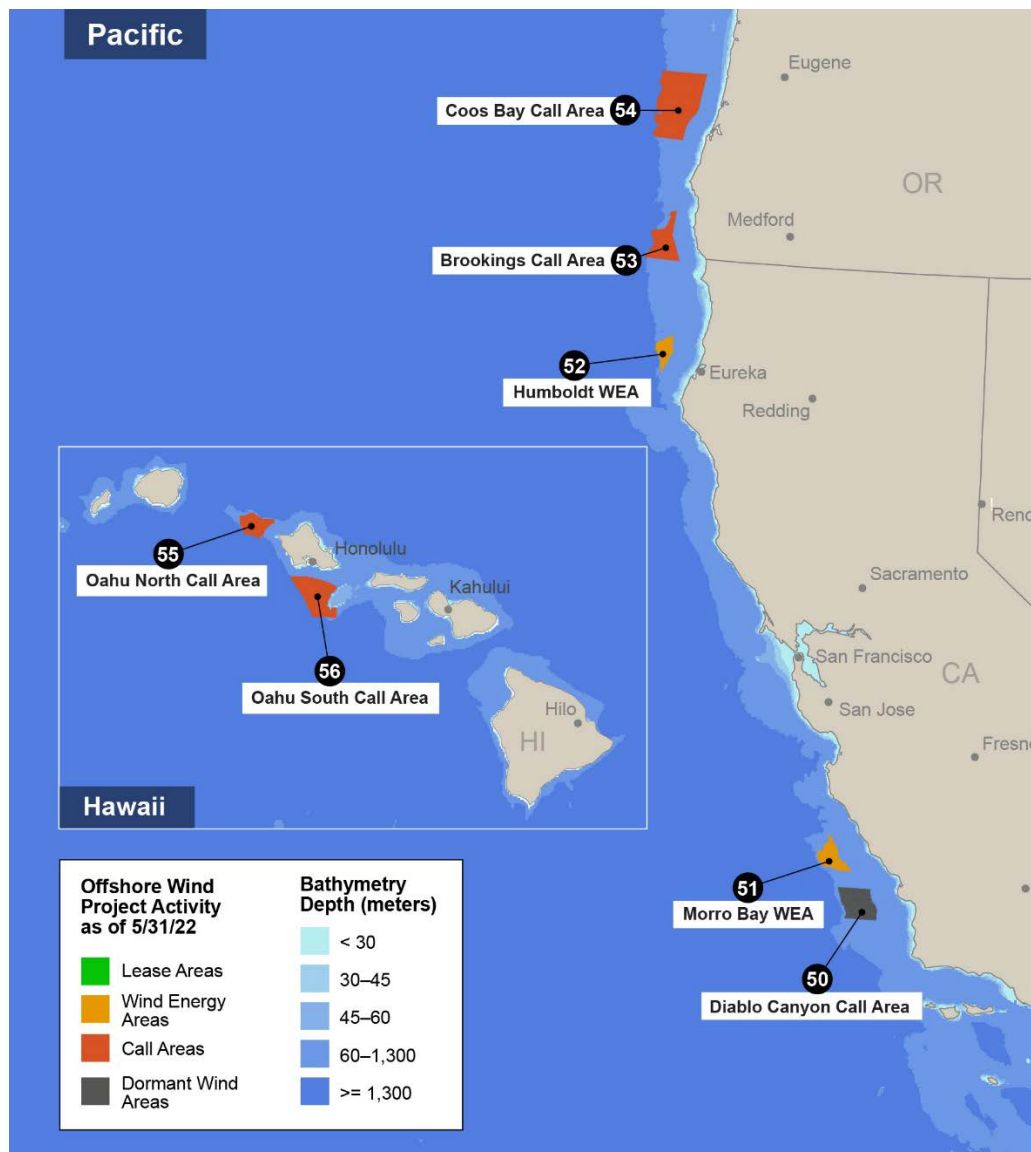 Pacific
Eugene
Coos Bay Call Area 54
OR
Medford
Brookings Call Area 53
52
Humboldt WEA
Eureka
Redding
Reno
Sacramento
San Francisco
CA
San Jose
Fresno
55
Oahu North Call Area
Honolulu
Kahului
56
Oahu South Call Area
Hilo
HI
Hawaii
51
Morro Bay WEA
50
Diablo Canyon Call Area
Offshore Wind
Project Activity
as of 5/31/22
Lease Areas
Wind Energy
Areas
Call Areas
Dormant Wind
Areas
Bathymetry
Depth (meters)
< 30
30–45
45–60
60–1,300
>= 1,300